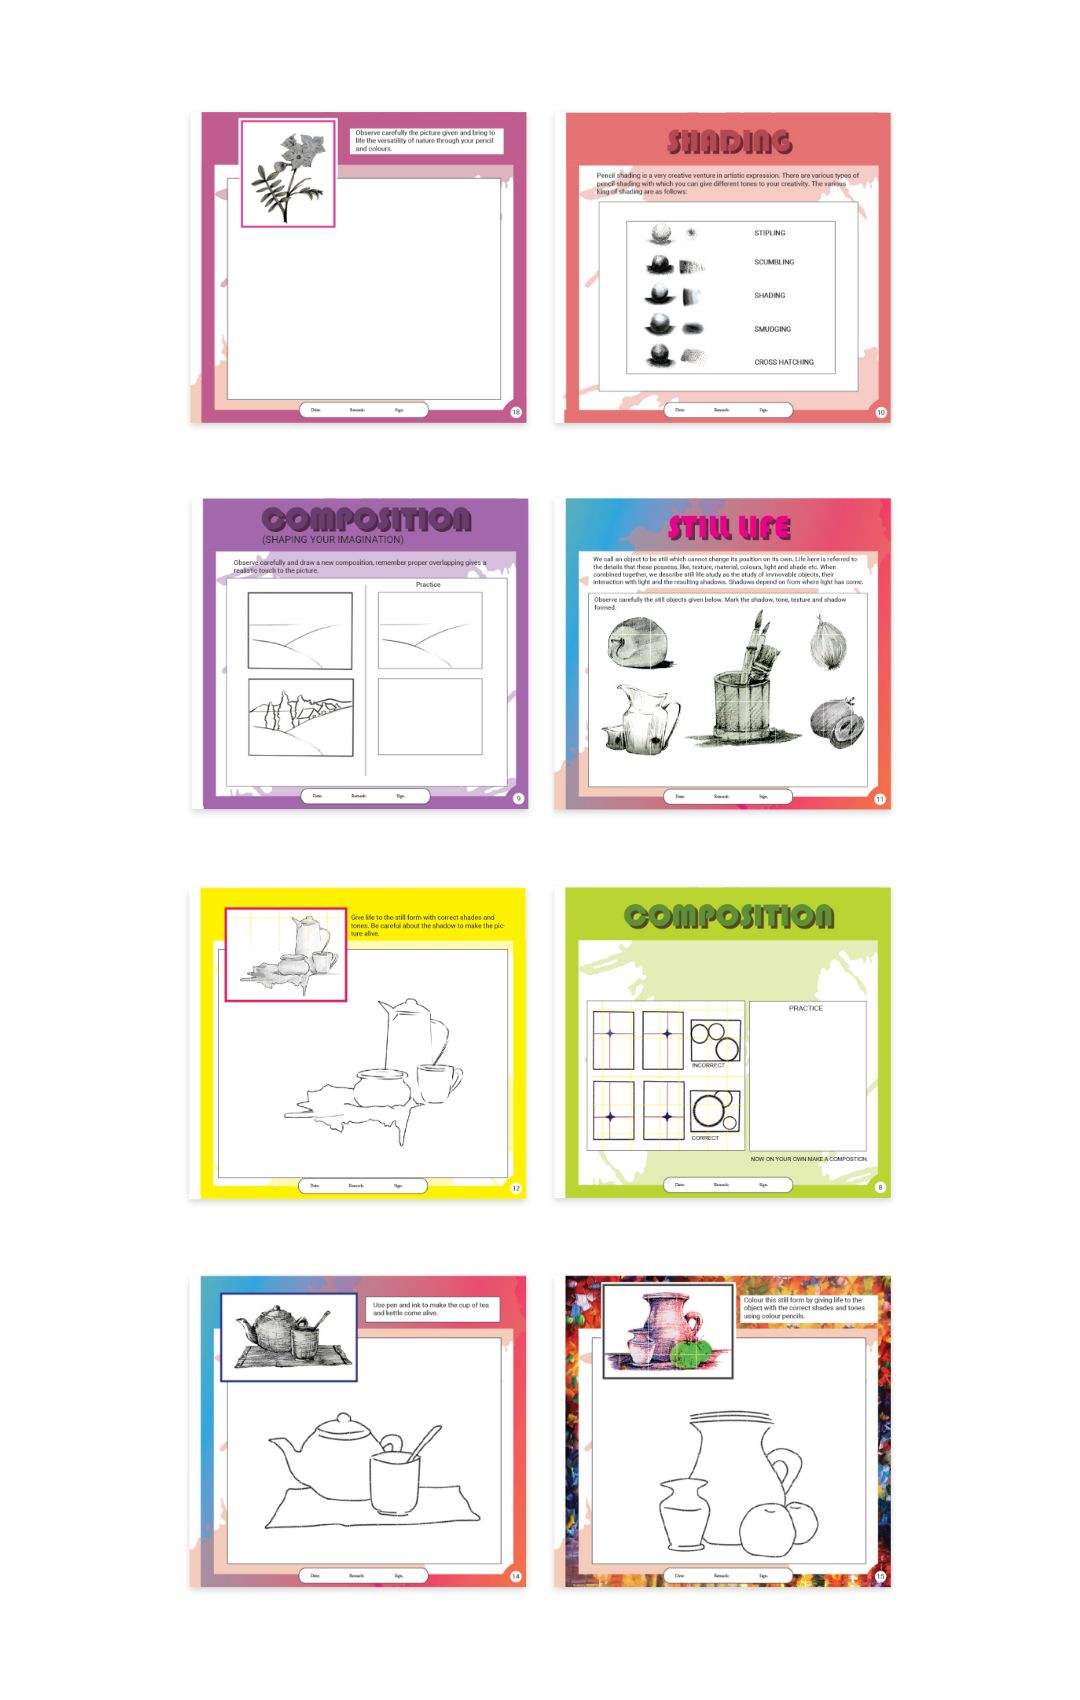 Observe carefully the picture given and bring to
life the versatility of nature through your pencil
and colours.
Date:
Remark:
Sign.
18
SHADING
Pencil shading is a very creative venture in artistic expression. There are various types of
pencil shading with which you can give different tones to your creativity. The various
king of shading are as follows:
STIPLING
SCUMBLING
SHADING
SMUDGING
CROSS HATCHING
Date:
Remark:
Sign.
10
COMPOSITION
(SHAPING YOUR IMAGINATION)
Observe carefully and draw a new composition, remember proper overlapping gives a
realistic touch to the picture.
Practice
Date:
Remark:
Sign.
9
STILL LIFE
We call an object to be still which cannot change its position on its own. Life here is referred to
the details that these possess, like, texture, material, colours, light and shade etc. When
combined together, we describe still life study as the study of immovable objects, their
interaction with light and the resulting shadows. Shadows depend on from where light has come.
Observe carefully the still objects given below. Mark the shadow, tone, texture and shadow
formed.
Date:
Remark:
Sign.
11
Give life to the still form with correct shades and
tones. Be careful about the shadow to make the pic-
ture alive.
Date:
Remark:
Sign.
12
COMPOSITION
PRACTICE
INCORRECT
CORRECT
NOW ON YOUR OWN MAKE A COMPOSTION
Date:
Remark:
Sign.
8
Use pen and ink to make the cup of tea
and kettle come alive.
Date:
Remark:
Sign.
14
Colour this still form by giving life to the
object with the correct shades and tones
using colour pencils.
Date:
Remark:
Sign.
15